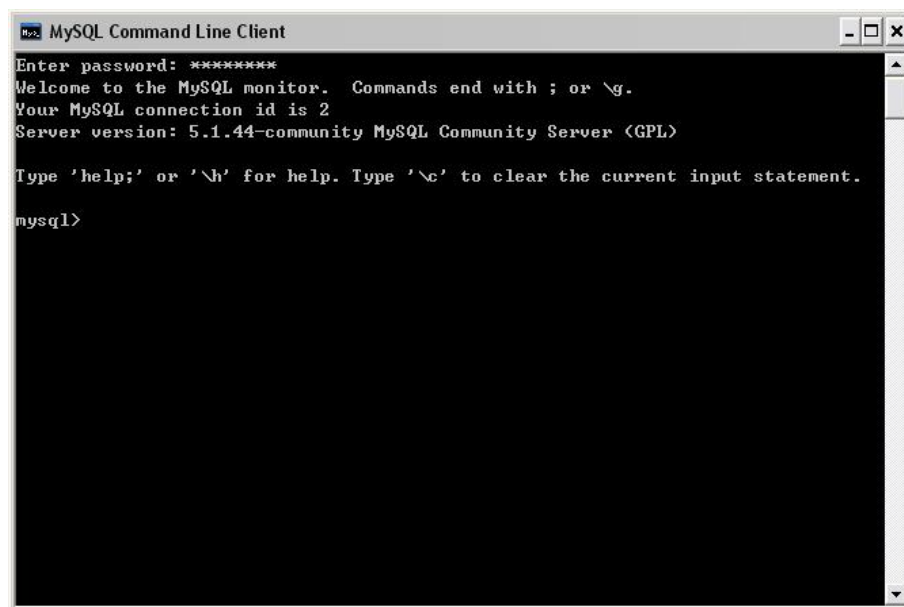 MySQL Command Line Client
Enter password: ********
Welcome to the MySQL monitor.  Commands end with ; or \g.
Your MySQL connection id is 2
Server version: 5.1.44-community MySQL Community Server (GPL)
Type 'help;' or '\h' for help. Type '\c' to clear the current input statement.
mysql>